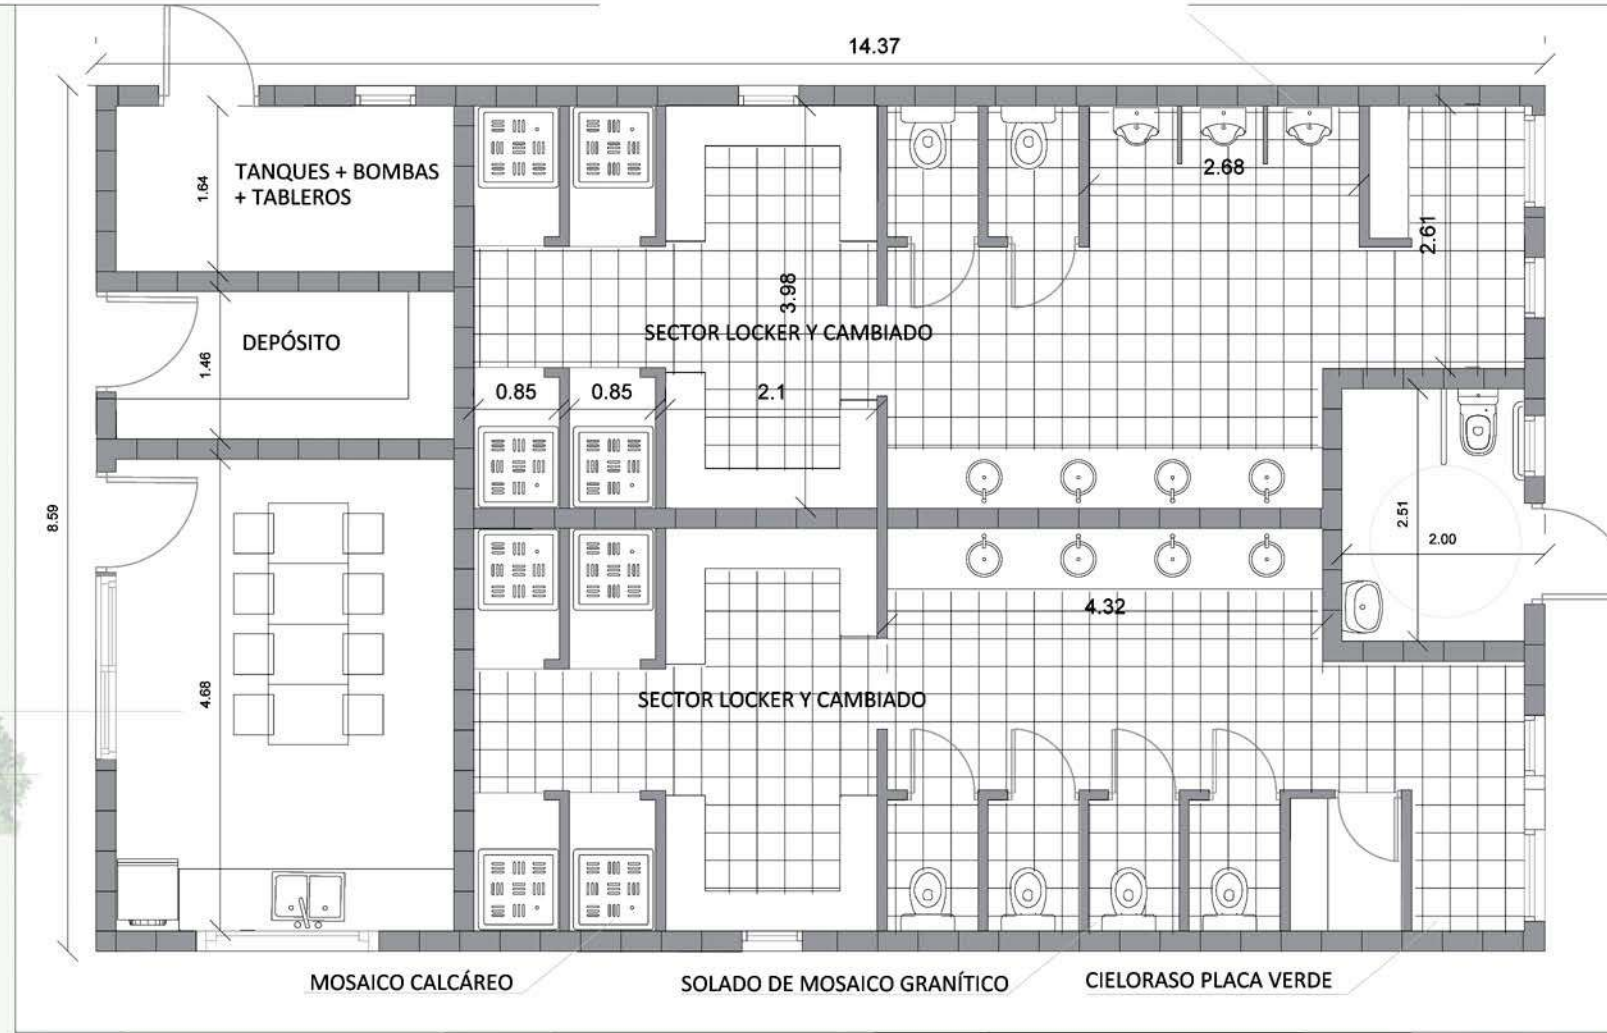 14.37
TANQUES + BOMBAS
+ TABLEROS
1.64
2.68
2.61
3.98
SECTOR LOCKER Y CAMBIADO
DEPÓSITO
1.46
0.85
0.85
2.1
8.59
2.51
2.00
4.32
4.68
SECTOR LOCKER Y CAMBIADO
MOSAICO CALCÁREO
SOLADO DE MOSAICO GRANÍTICO
CIELORASO PLACA VERDE